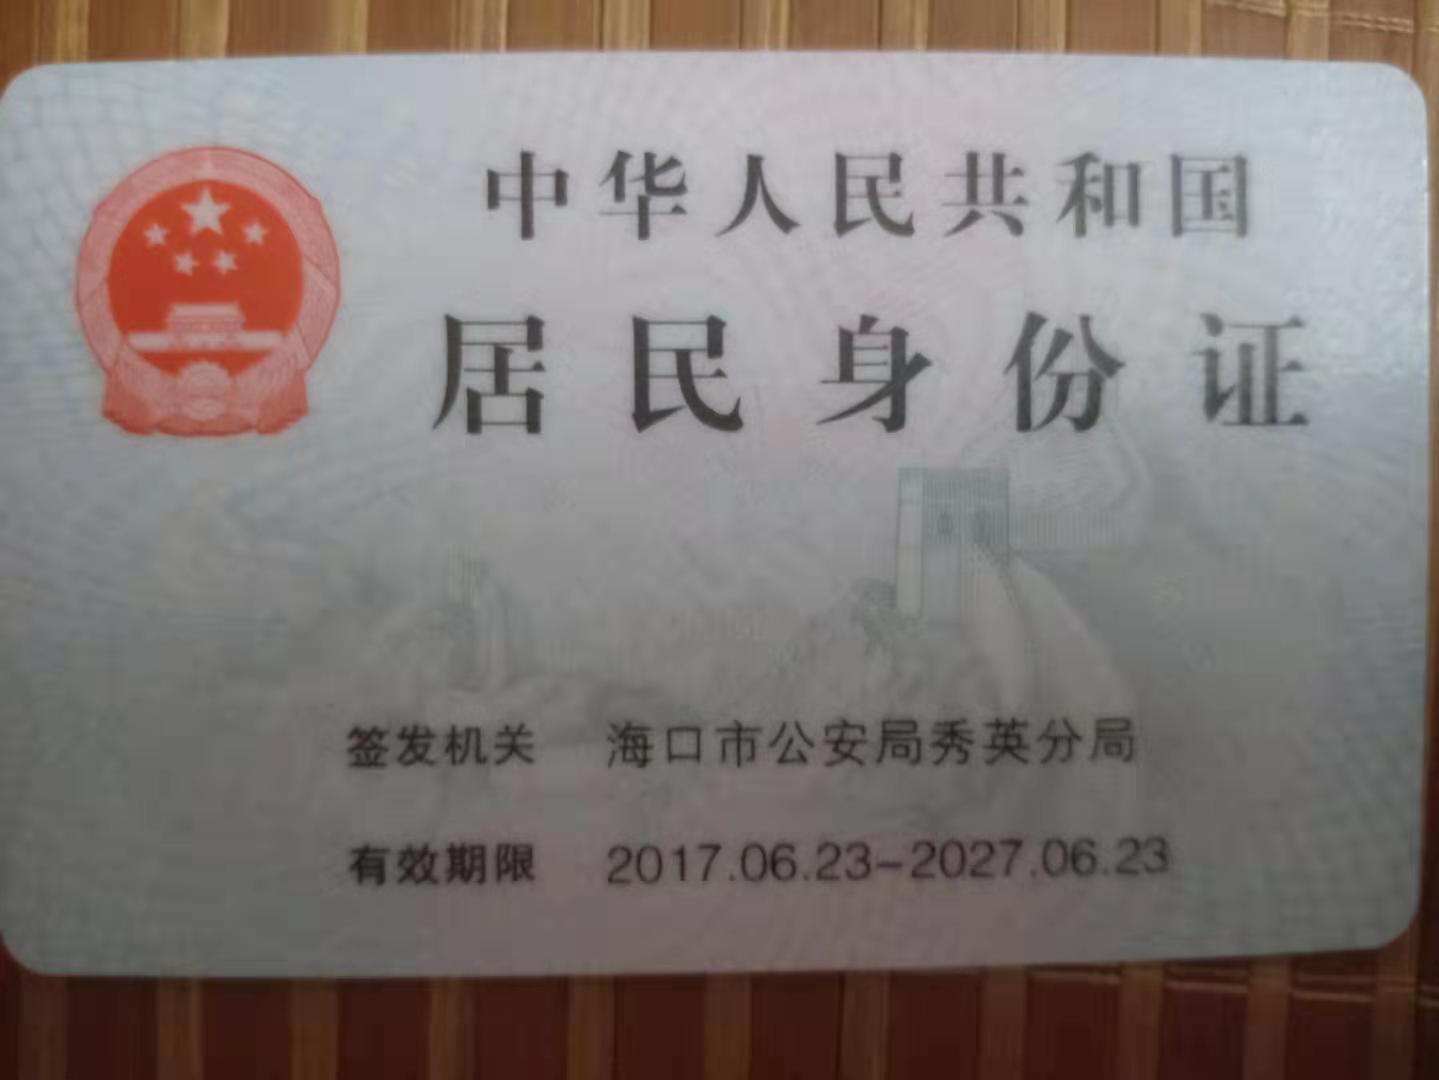 中华人民共和国
居民身份证
签发机关 海口市公安局秀英分局
有效期限 2017.06.23-2027.06.23